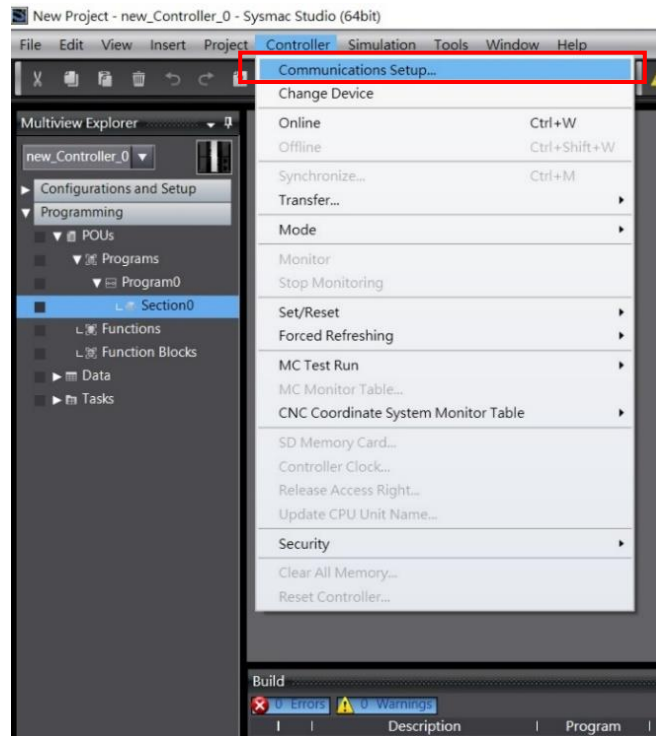 New Project - new_Controller_0 - Sysmac Studio (64bit)
File Edit View Insert Project Controller Simulation Tools Window Help
Multiview Explorer
new_Controller_0
Configurations and Setup
Programming
POUs
Programs
Program0
Section0
Functions
Function Blocks
Data
Tasks
Communications Setup...
Change Device
Online Ctrl+W
Offline Ctrl+Shift+W
Synchronize... Ctrl+M
Transfer...
Mode
Monitor
Stop Monitoring
Set/Reset
Forced Refreshing
MC Test Run
MC Monitor Table...
CNC Coordinate System Monitor Table
SD Memory Card...
Controller Clock...
Release Access Right...
Update CPU Unit Name...
Security
Clear All Memory...
Reset Controller...
Build
0 Errors 0 Warnings
Description Program